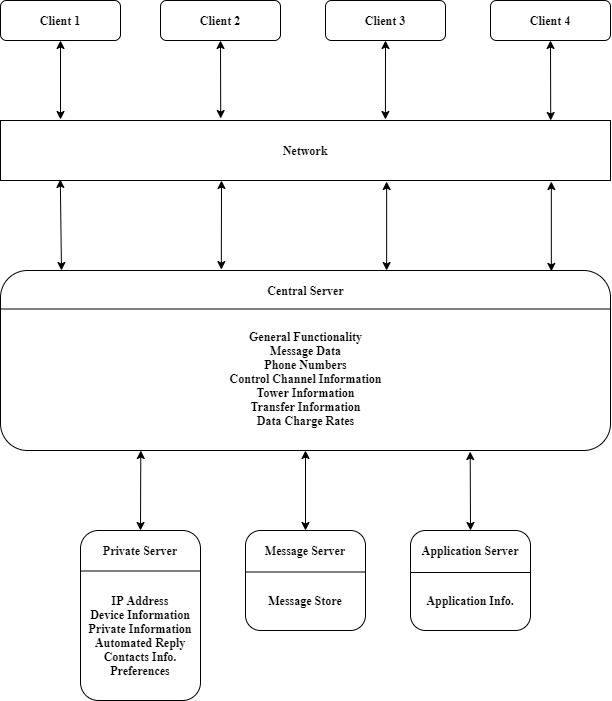 Client 1
Client 2
Client 3
Client 4
Network
Central Server
General Functionality
Message Data
Phone Numbers
Control Channel Information
Tower Information
Transfer Information
Data Charge Rates
Private Server
IP Address
Device Information
Private Information
Automated Reply
Contacts Info.
Preferences
Message Server
Message Store
Application Server
Application Info.